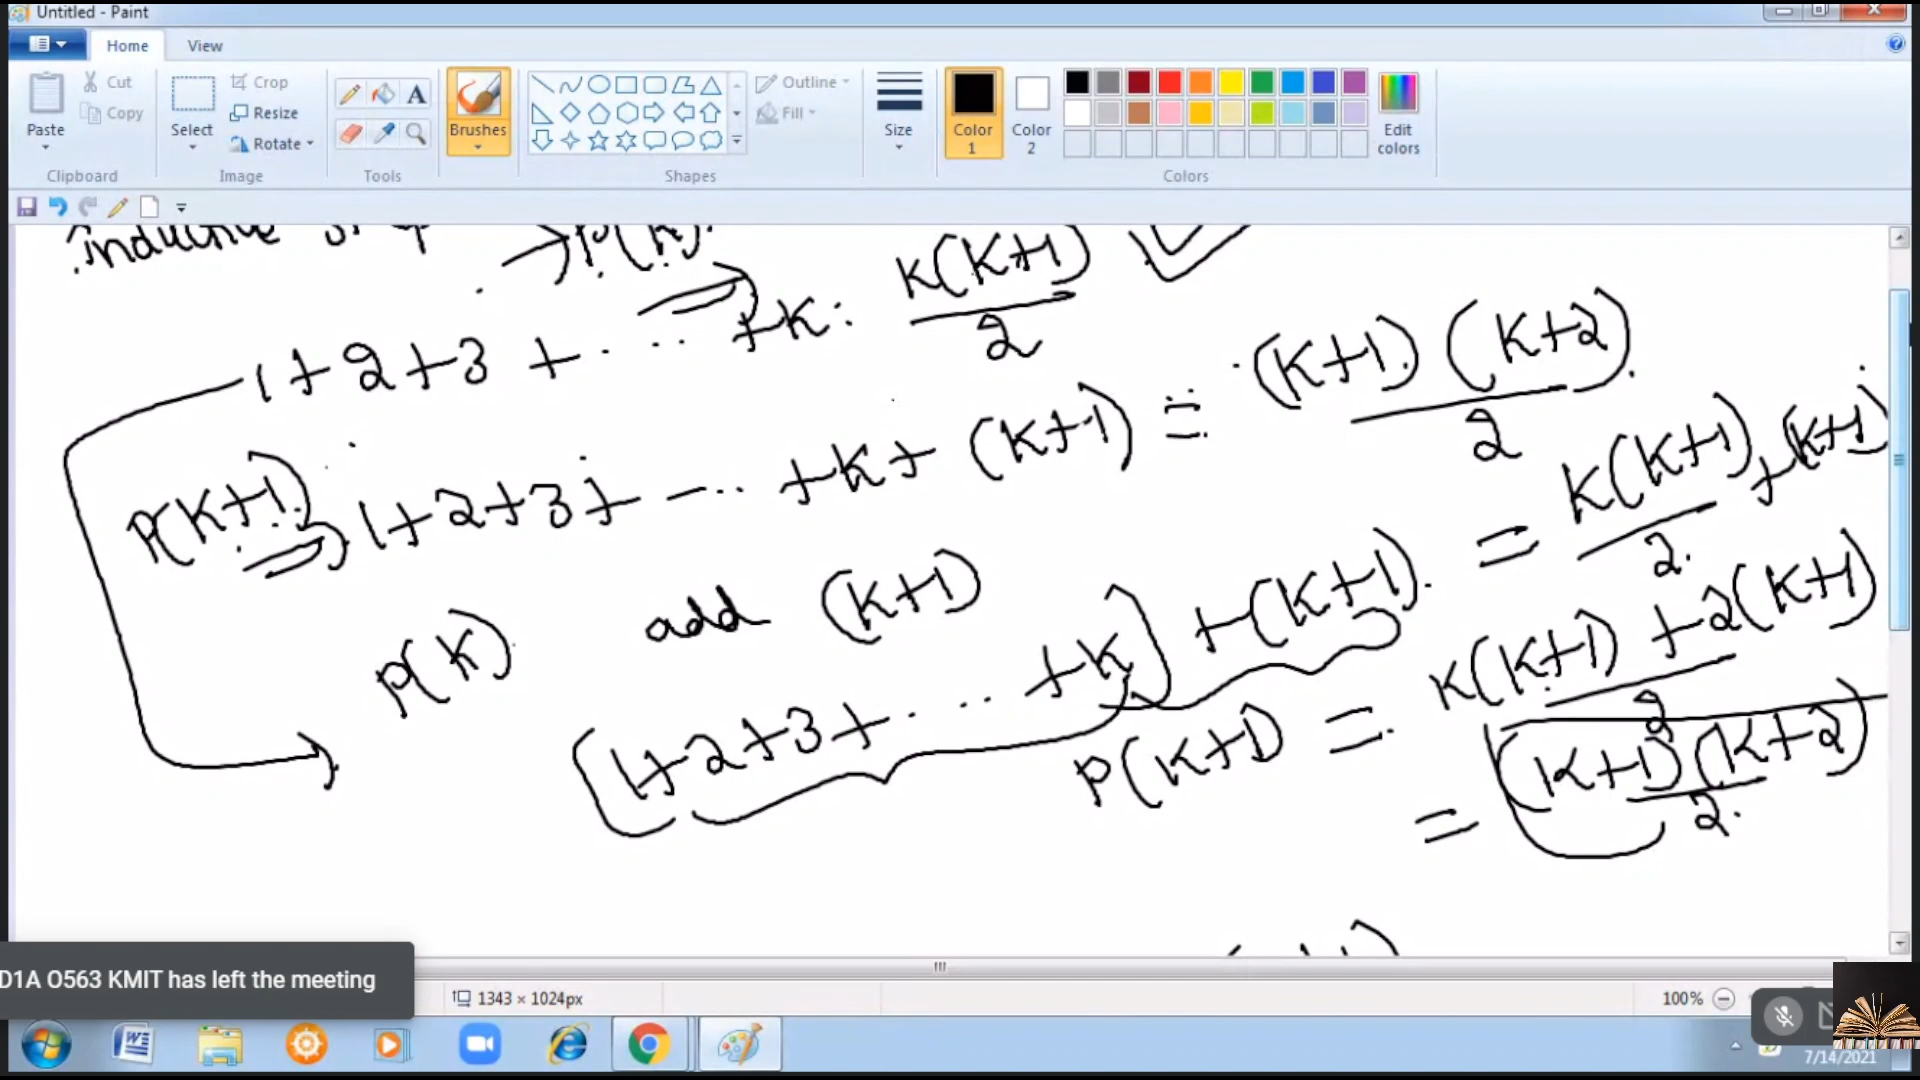 Untitled - Paint
Home View
Paste
Cut
Copy
Clipboard
Select
Crop
Resize
Rotate
Image
A
Tools
Brushes
Shapes
Outline
Fill
Size
Color 1
Color 2
Edit colors
Colors
inductive → P(K).
1+2+3 + ... +K: K(K+1)/2
P(K+1) ⇒ 1+2+3+ - ... +K+ (K+1) = (K+1) (K+2)/2
P(K) add (K+1)
[1+2+3+ ... +K] +(K+1). = K(K+1)/2 + (K+1)
P(K+1) = K(K+1) +2(K+1)/2
= (K+1)(K+2)/2.
D1A O563 KMIT has left the meeting
1343 × 1024px
100%
7/14/2021